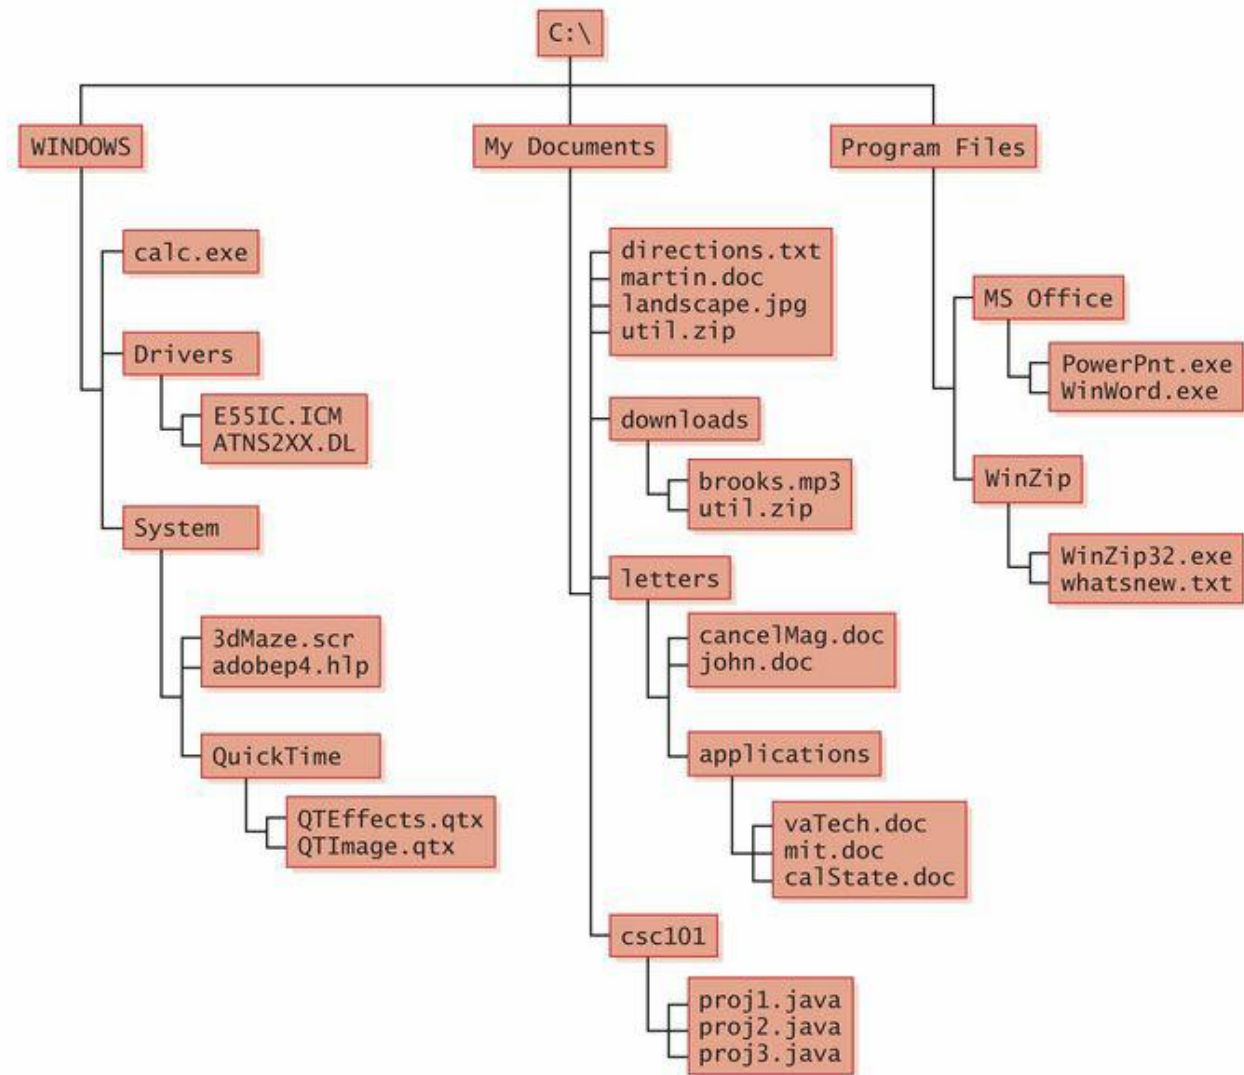 C:\
WINDOWS
calc.exe
Drivers
E55IC.ICM
ATNS2XX.DL
System
3dMaze.scr
adobep4.hlp
QuickTime
QTEffects.qtx
QTImage.qtx
My Documents
directions.txt
martin.doc
landscape.jpg
util.zip
downloads
brooks.mp3
util.zip
letters
cancelMag.doc
john.doc
applications
vaTech.doc
mit.doc
calState.doc
csc101
proj1.java
proj2.java
proj3.java
Program Files
MS Office
PowerPnt.exe
WinWord.exe
WinZip
WinZip32.exe
whatsnew.txt